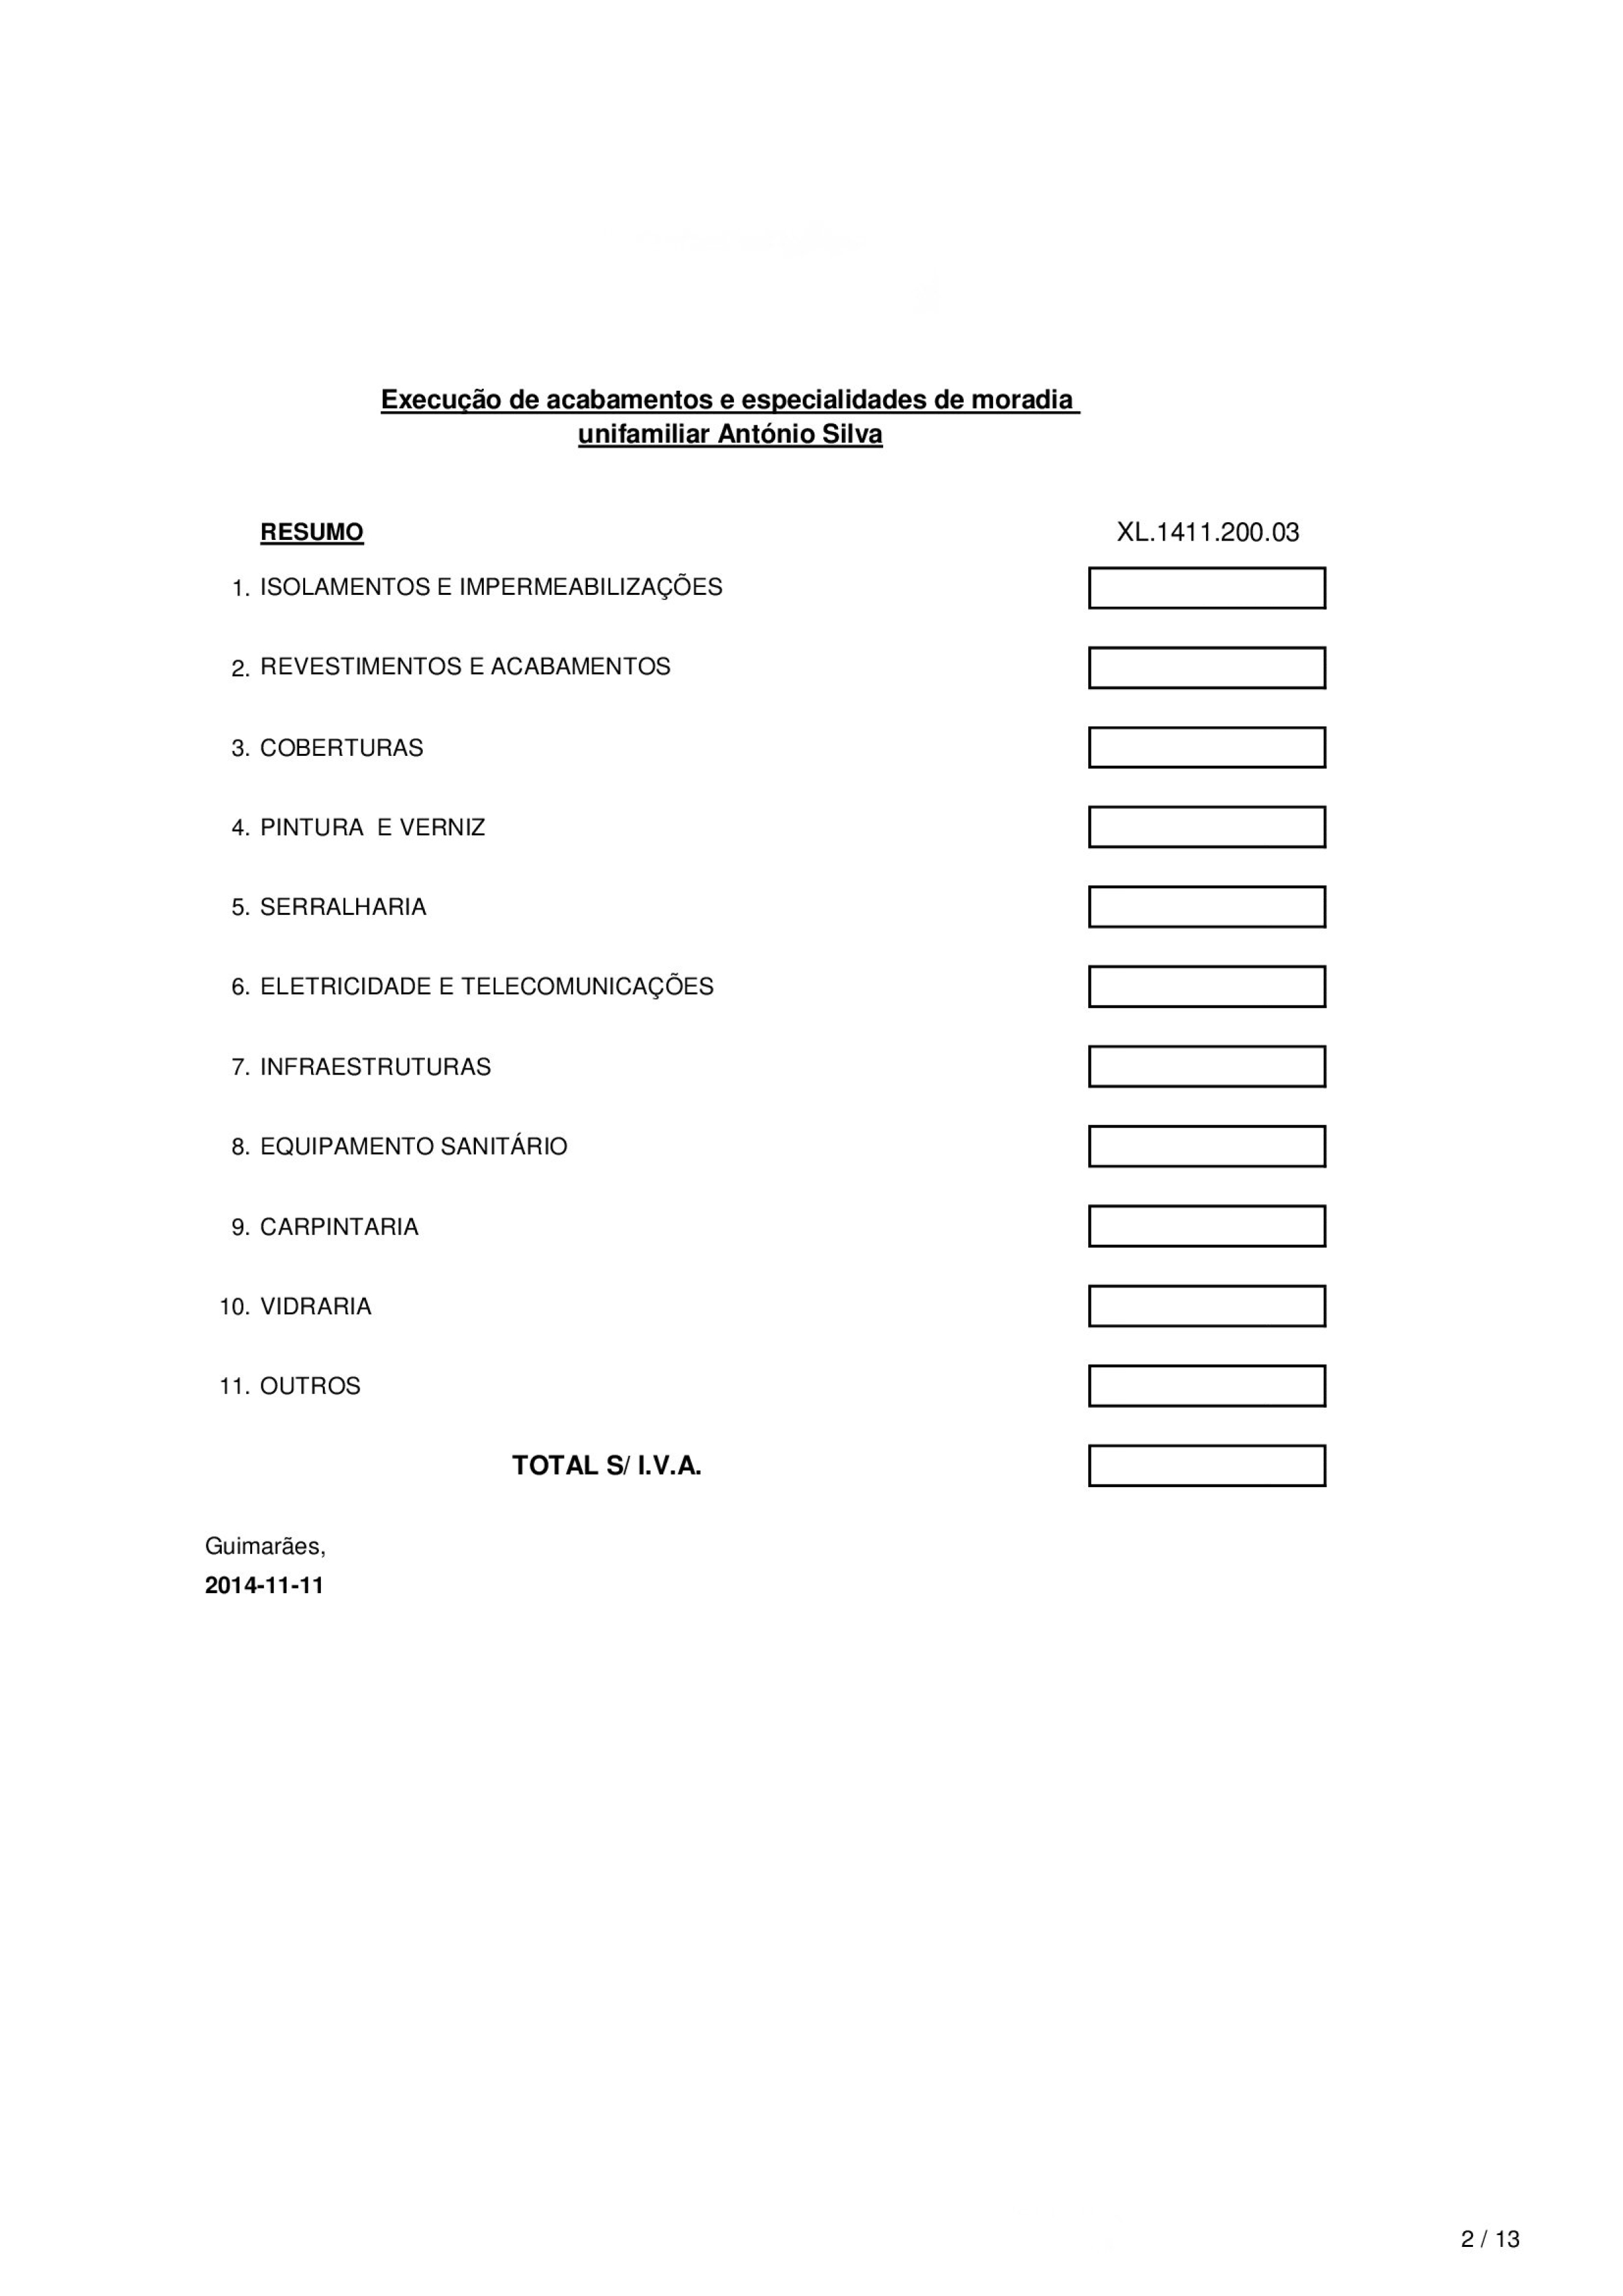 Execução de acabamentos e especialidades de moradia
unifamiliar António Silva
RESUMO XL.1411.200.03
1. ISOLAMENTOS E IMPERMEABILIZAÇÕES
2. REVESTIMENTOS E ACABAMENTOS
3. COBERTURAS
4. PINTURA  E VERNIZ
5. SERRALHARIA
6. ELETRICIDADE E TELECOMUNICAÇÕES
7. INFRAESTRUTURAS
8. EQUIPAMENTO SANITÁRIO
9. CARPINTARIA
10. VIDRARIA
11. OUTROS
TOTAL S/ I.V.A.
Guimarães,
2014-11-11
2 / 13